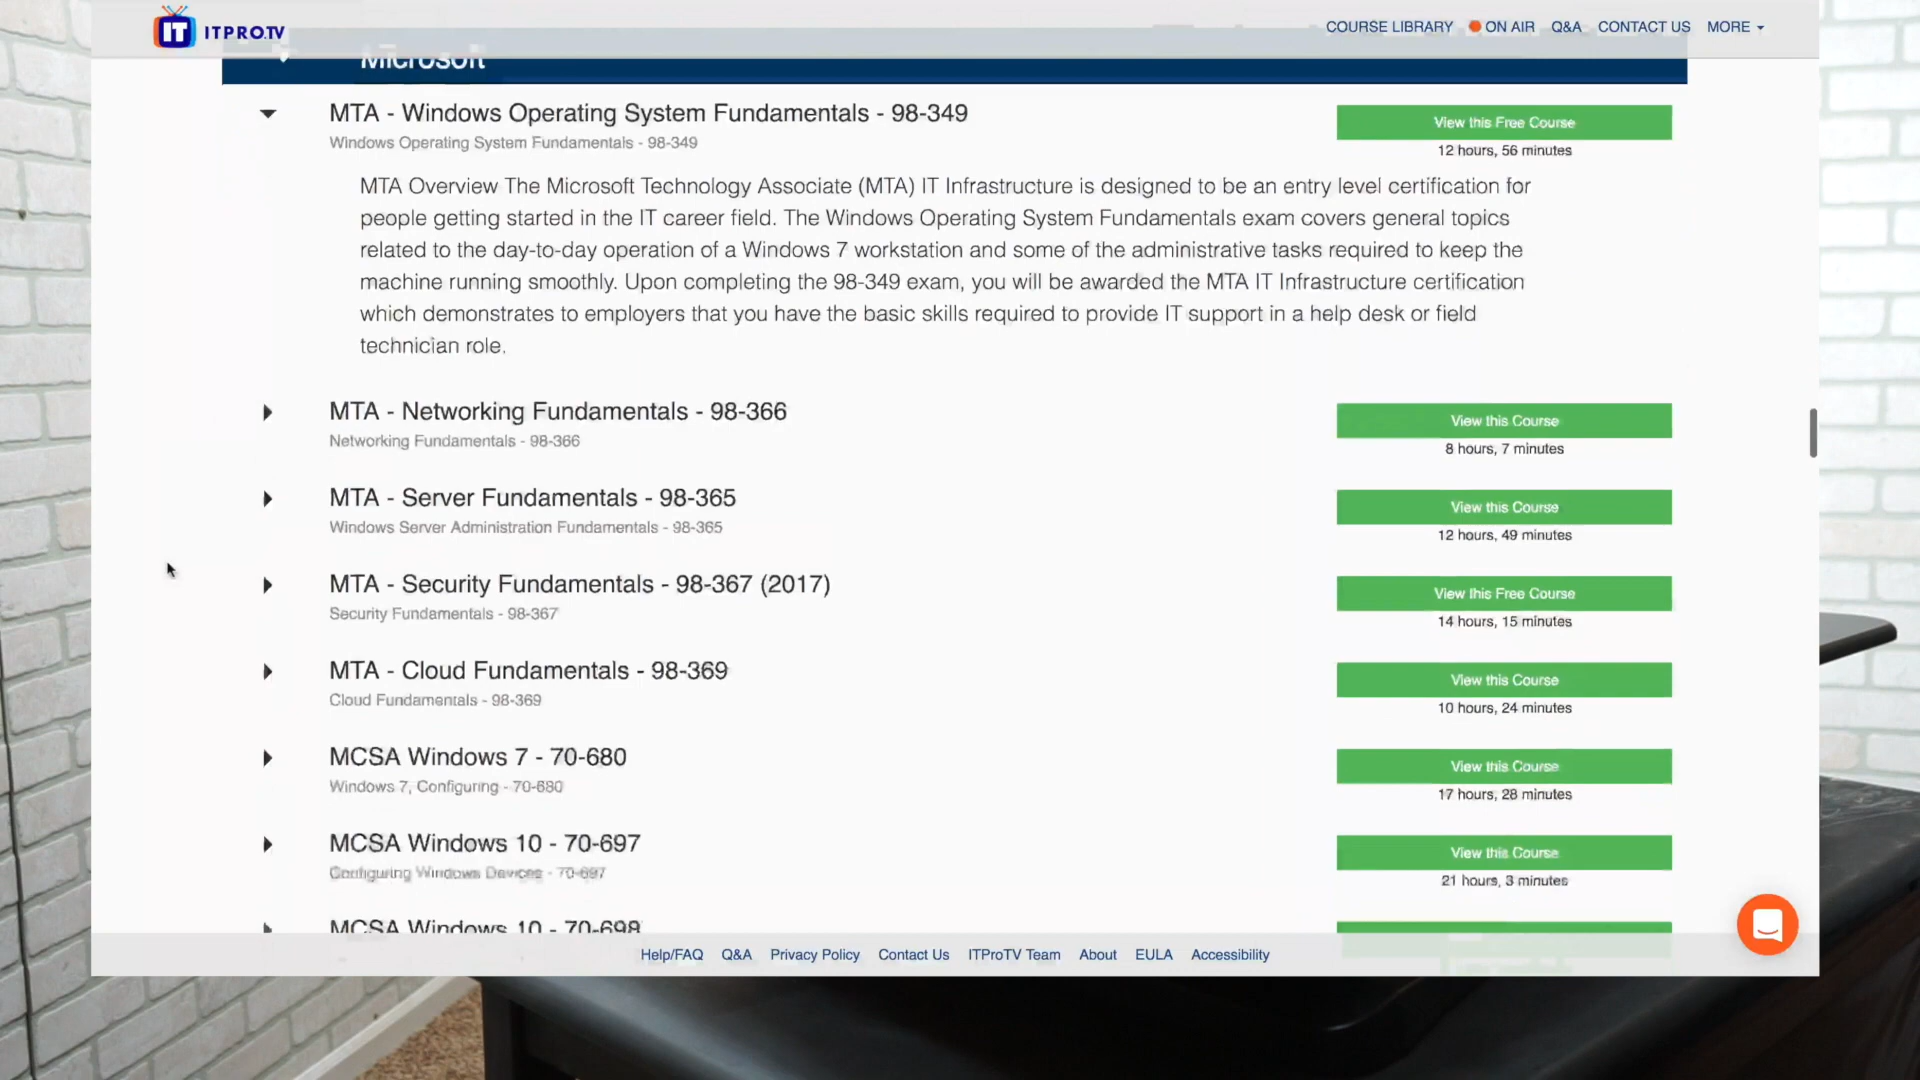 IT ITPRO.TV
COURSE LIBRARY ON AIR Q&A CONTACT US MORE
Microsoft
MTA - Windows Operating System Fundamentals - 98-349
Windows Operating System Fundamentals - 98-349
View this Free Course
12 hours, 56 minutes
MTA Overview The Microsoft Technology Associate (MTA) IT Infrastructure is designed to be an entry level certification for
people getting started in the IT career field. The Windows Operating System Fundamentals exam covers general topics
related to the day-to-day operation of a Windows 7 workstation and some of the administrative tasks required to keep the
machine running smoothly. Upon completing the 98-349 exam, you will be awarded the MTA IT Infrastructure certification
which demonstrates to employers that you have the basic skills required to provide IT support in a help desk or field
technician role.
MTA - Networking Fundamentals - 98-366
Networking Fundamentals - 98-366
View this Course
8 hours, 7 minutes
MTA - Server Fundamentals - 98-365
Windows Server Administration Fundamentals - 98-365
View this Course
12 hours, 49 minutes
MTA - Security Fundamentals - 98-367 (2017)
Security Fundamentals - 98-367
View this Free Course
14 hours, 15 minutes
MTA - Cloud Fundamentals - 98-369
Cloud Fundamentals - 98-369
View this Course
10 hours, 24 minutes
MCSA Windows 7 - 70-680
Windows 7, Configuring - 70-680
View this Course
17 hours, 28 minutes
MCSA Windows 10 - 70-697
Configuring Windows Devices - 70-697
View this Course
21 hours, 3 minutes
MCSA Windows 10 - 70-698
Help/FAQ Q&A Privacy Policy Contact Us ITProTV Team About EULA Accessibility